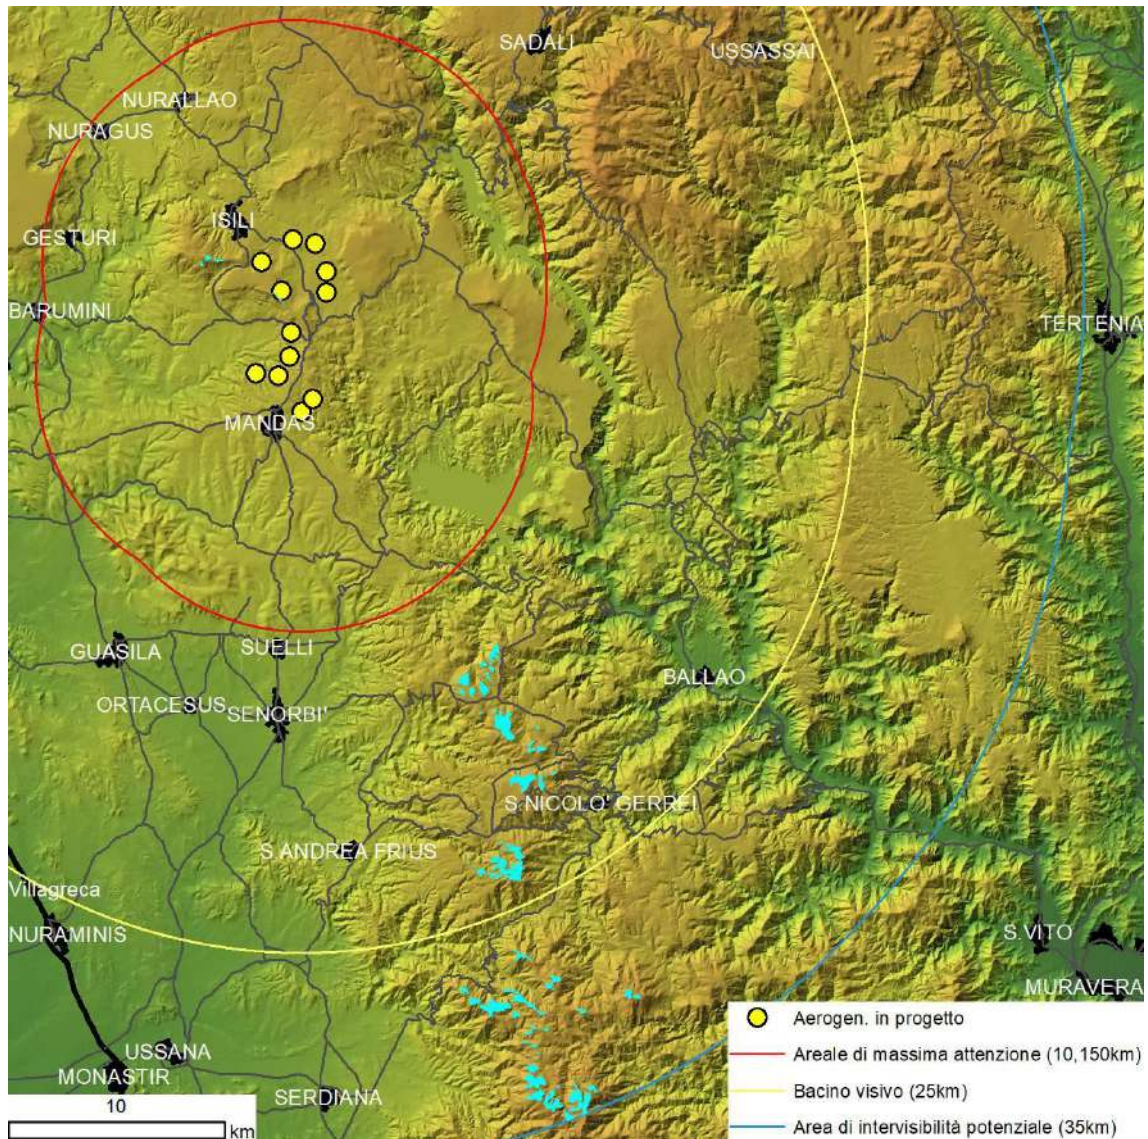 SADALI
USSASSAI
NURALLAO
NURAGUS
ISILI
GESTURI
BARUMINI
TERTENIA
MANDAS
GUASILA
SUELLI
BALLAO
ORTACESUS
SENORBI'
S.NICOLO' GERREI
S.ANDREA FRIUS
Villagreca
NURAMINIS
S.VITO
MURAVERA
USSANA
MONASTIR
SERDIANA
Aerogen. in progetto
Areale di massima attenzione (10,150km)
Bacino visivo (25km)
Area di intervisibilità potenziale (35km)
10
km